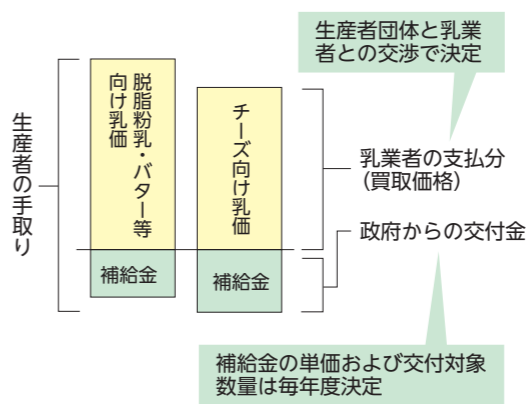 生産者団体と乳業
者との交渉で決定
生産者の手取り
脱脂粉乳・バター等
向け乳価
チーズ向け乳価
乳業者の支払分
(買取価格)
政府からの交付金
補給金
補給金
補給金の単価および交付対象
数量は毎年度決定